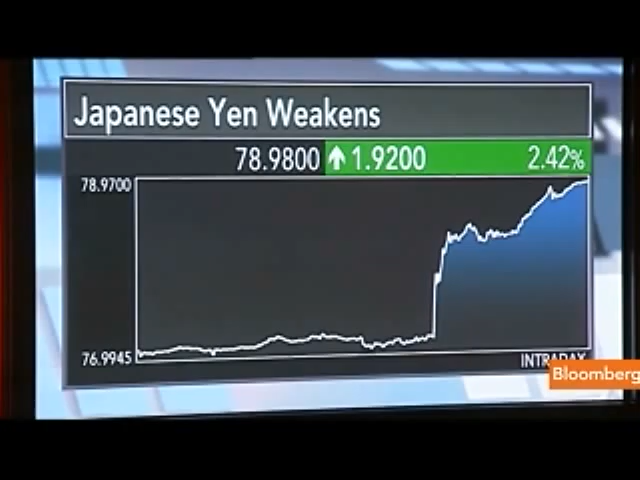 Japanese Yen Weakens
78.9800 ↑1.9200 2.42%
78.9700
76.9945
INTRADAY
Bloomberg